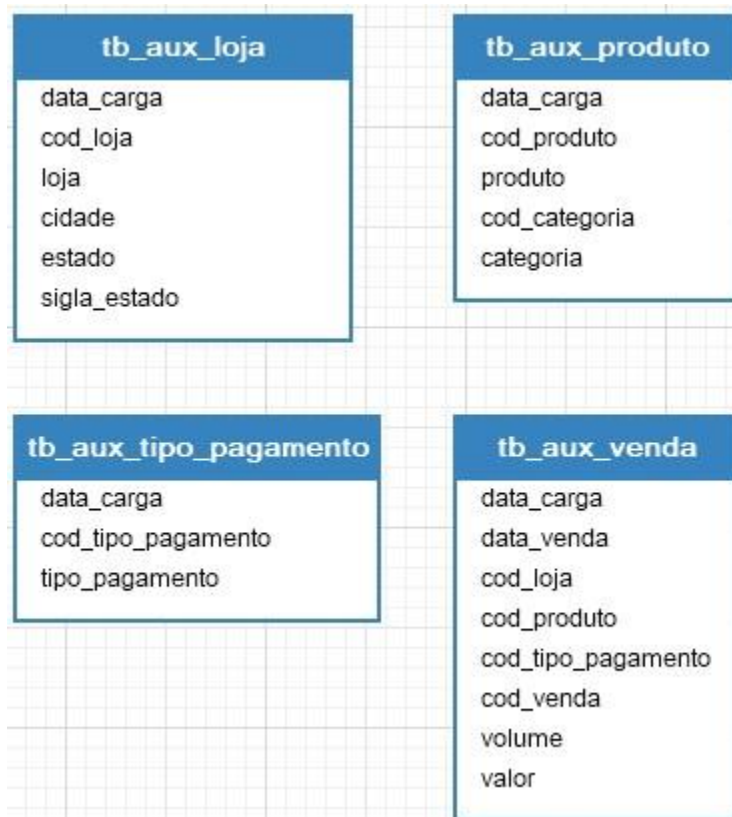 tb_aux_loja
data_carga
cod_loja
loja
cidade
estado
sigla_estado
tb_aux_produto
data_carga
cod_produto
produto
cod_categoria
categoria
tb_aux_tipo_pagamento
data_carga
cod_tipo_pagamento
tipo_pagamento
tb_aux_venda
data_carga
data_venda
cod_loja
cod_produto
cod_tipo_pagamento
cod_venda
volume
valor